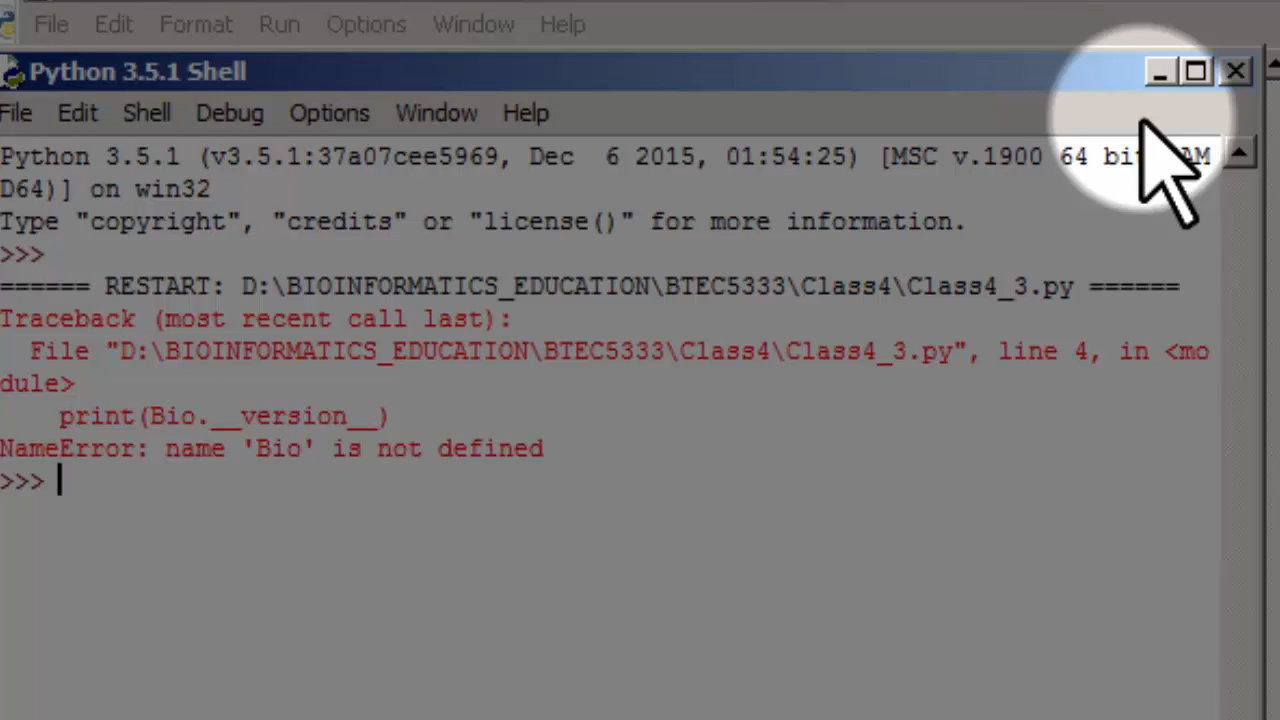 File Edit Format Run Options Window Help
Python 3.5.1 Shell
File Edit Shell Debug Options Window Help
Python 3.5.1 (v3.5.1:37a07cee5969, Dec  6 2015, 01:54:25) [MSC v.1900 64 bit AM
D64)] on win32
Type "copyright", "credits" or "license()" for more information.
>>>
====== RESTART: D:\BIOINFORMATICS_EDUCATION\BTEC5333\Class4\Class4_3.py ======
Traceback (most recent call last):
  File "D:\BIOINFORMATICS_EDUCATION\BTEC5333\Class4\Class4_3.py", line 4, in <mo
dule>
    print(Bio.__version__)
NameError: name 'Bio' is not defined
>>>